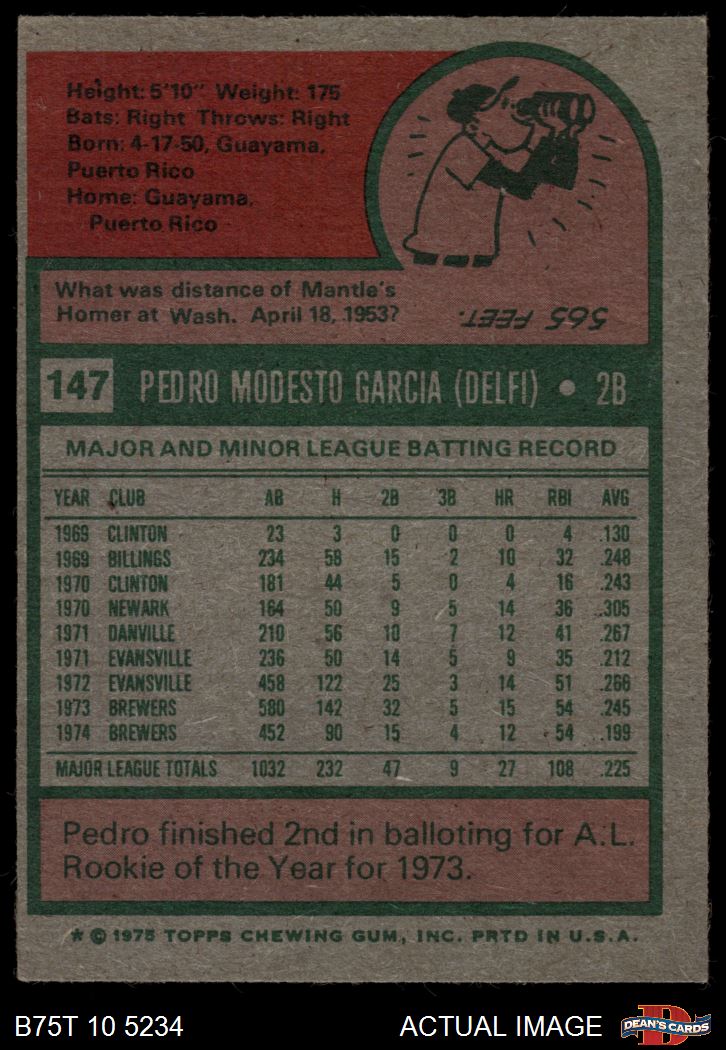 Height: 5'10" Weight: 175
Bats: Right Throws: Right
Born: 4-17-50, Guayama,
Puerto Rico
Home: Guayama,
Puerto Rico
What was distance of Mantle's
Homer at Wash. April 18, 1953?
565 FEET.
147 PEDRO MODESTO GARCIA (DELFI) • 2B
MAJOR AND MINOR LEAGUE BATTING RECORD
YEAR CLUB AB H 2B 3B HR RBI AVG
1969 CLINTON 23 3 0 0 0 4 .130
1969 BILLINGS 234 58 15 2 10 32 .248
1970 CLINTON 181 44 5 0 4 16 .243
1970 NEWARK 164 50 9 5 14 36 .305
1971 DANVILLE 210 56 10 7 12 41 .267
1971 EVANSVILLE 236 50 14 5 9 35 .212
1972 EVANSVILLE 458 122 25 3 14 51 .266
1973 BREWERS 580 142 32 5 15 54 .245
1974 BREWERS 452 90 15 4 12 54 .199
MAJOR LEAGUE TOTALS 1032 232 47 9 27 108 .225
Pedro finished 2nd in balloting for A.L.
Rookie of the Year for 1973.
* © 1975 TOPPS CHEWING GUM, INC. PRTD IN U.S.A.
B75T 10 5234 ACTUAL IMAGE
D
DEAN'S CARDS